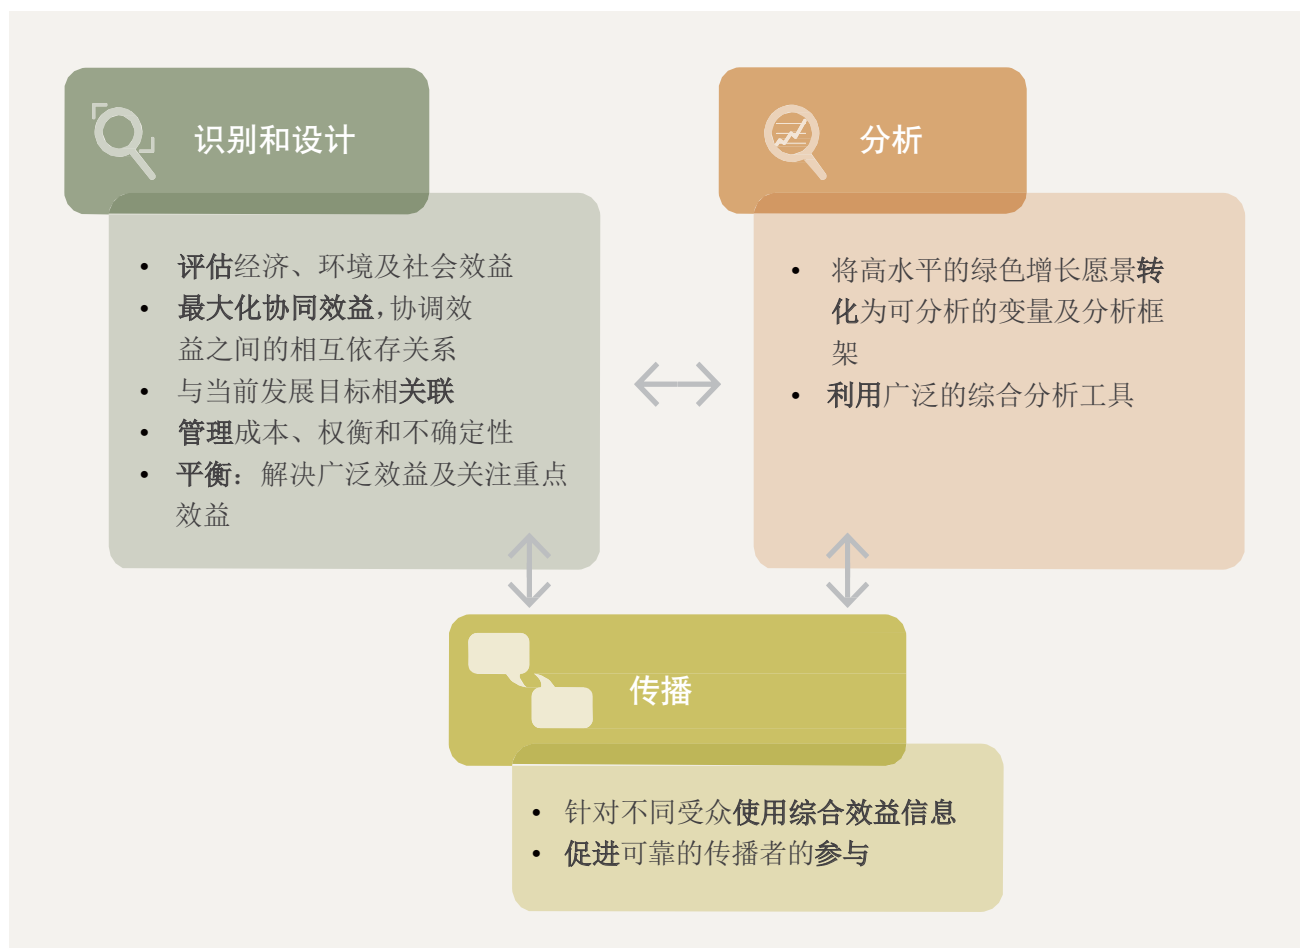 识别和设计
• 评估经济、环境及社会效益
• 最大化协同效益，协调效
益之间的相互依存关系
• 与当前发展目标相关联
• 管理成本、权衡和不确定性
• 平衡：解决广泛效益及关注重点
效益
分析
• 将高水平的绿色增长愿景转
化为可分析的变量及分析框
架
• 利用广泛的综合分析工具
传播
• 针对不同受众使用综合效益信息
• 促进可靠的传播者的参与